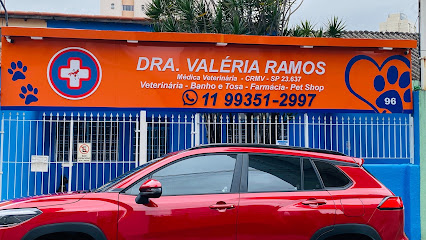 DRA. VALÉRIA RAMOS
Médica Veterinária - CRMV - SP 23.637
Veterinária - Banho e Tosa - Farmácia- Pet Shop
11 99351-2997
96